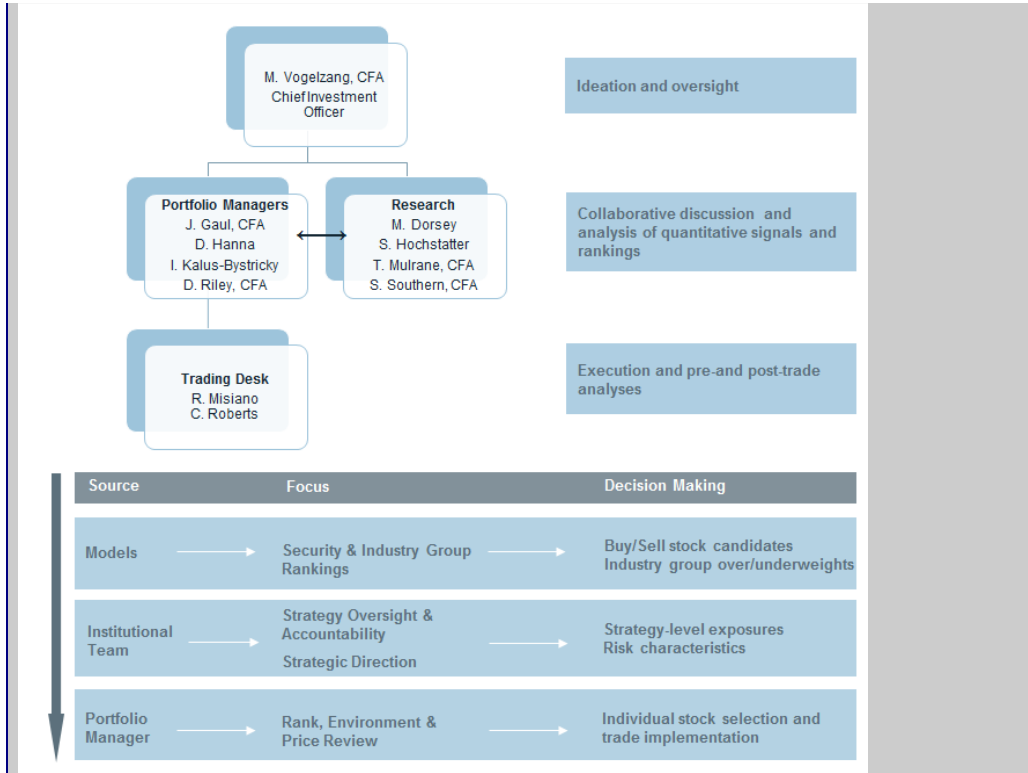 M. Vogelzang, CFA
Chief Investment
Officer
Ideation and oversight
Portfolio Managers
J. Gaul, CFA
D. Hanna
I. Kalus-Bystricky
D. Riley, CFA
Research
M. Dorsey
S. Hochstatter
T. Mulrane, CFA
S. Southern, CFA
Collaborative discussion and
analysis of quantitative signals and
rankings
Trading Desk
R. Misiano
C. Roberts
Execution and pre-and post-trade
analyses
Source Focus Decision Making
Models
Security & Industry Group
Rankings
Buy/Sell stock candidates
Industry group over/underweights
Institutional
Team
Strategy Oversight &
Accountability
Strategic Direction
Strategy-level exposures
Risk characteristics
Portfolio
Manager
Rank, Environment &
Price Review
Individual stock selection and
trade implementation